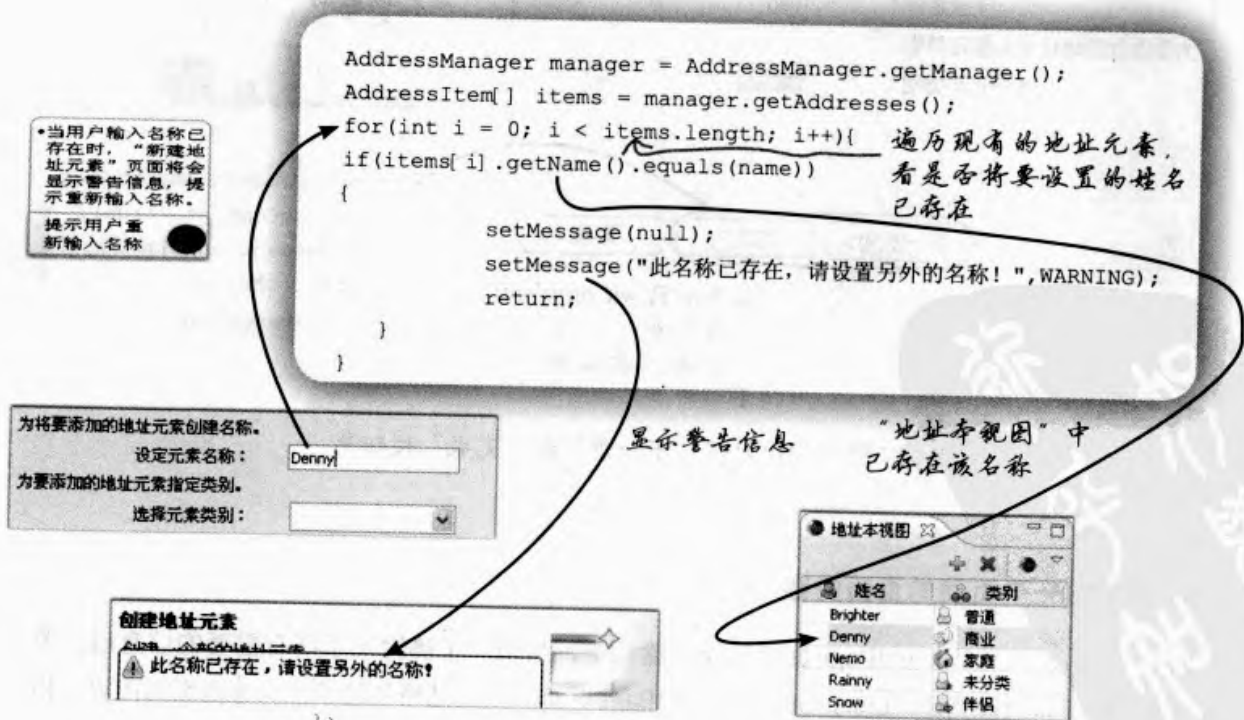 AddressManager manager = AddressManager.getManager();
AddressItem[] items = manager.getAddresses();
for(int i = 0; i < items.length; i++){
if(items[i].getName().equals(name))
{
setMessage(null);
setMessage("此名称已存在，请设置另外的名称！",WARNING);
return;
}
}
遍历现有的地址元素，
看是否将要设置的姓名
已存在
•当用户输入名称已
存在时，“新建地
址元素”页面将会
显示警告信息，提
示重新输入名称。
提示用户重
新输入名称
为将要添加的地址元素创建名称。
设定元素名称：
Denny
为要添加的地址元素指定类别。
选择元素类别：
显示警告信息
“地址本视图”中
已存在该名称
创建地址元素
此名称已存在，请设置另外的名称！
地址本视图
姓名 类别
Brighter 普通
Denny 商业
Nemo 家庭
Rainny 未分类
Snow 伴侣